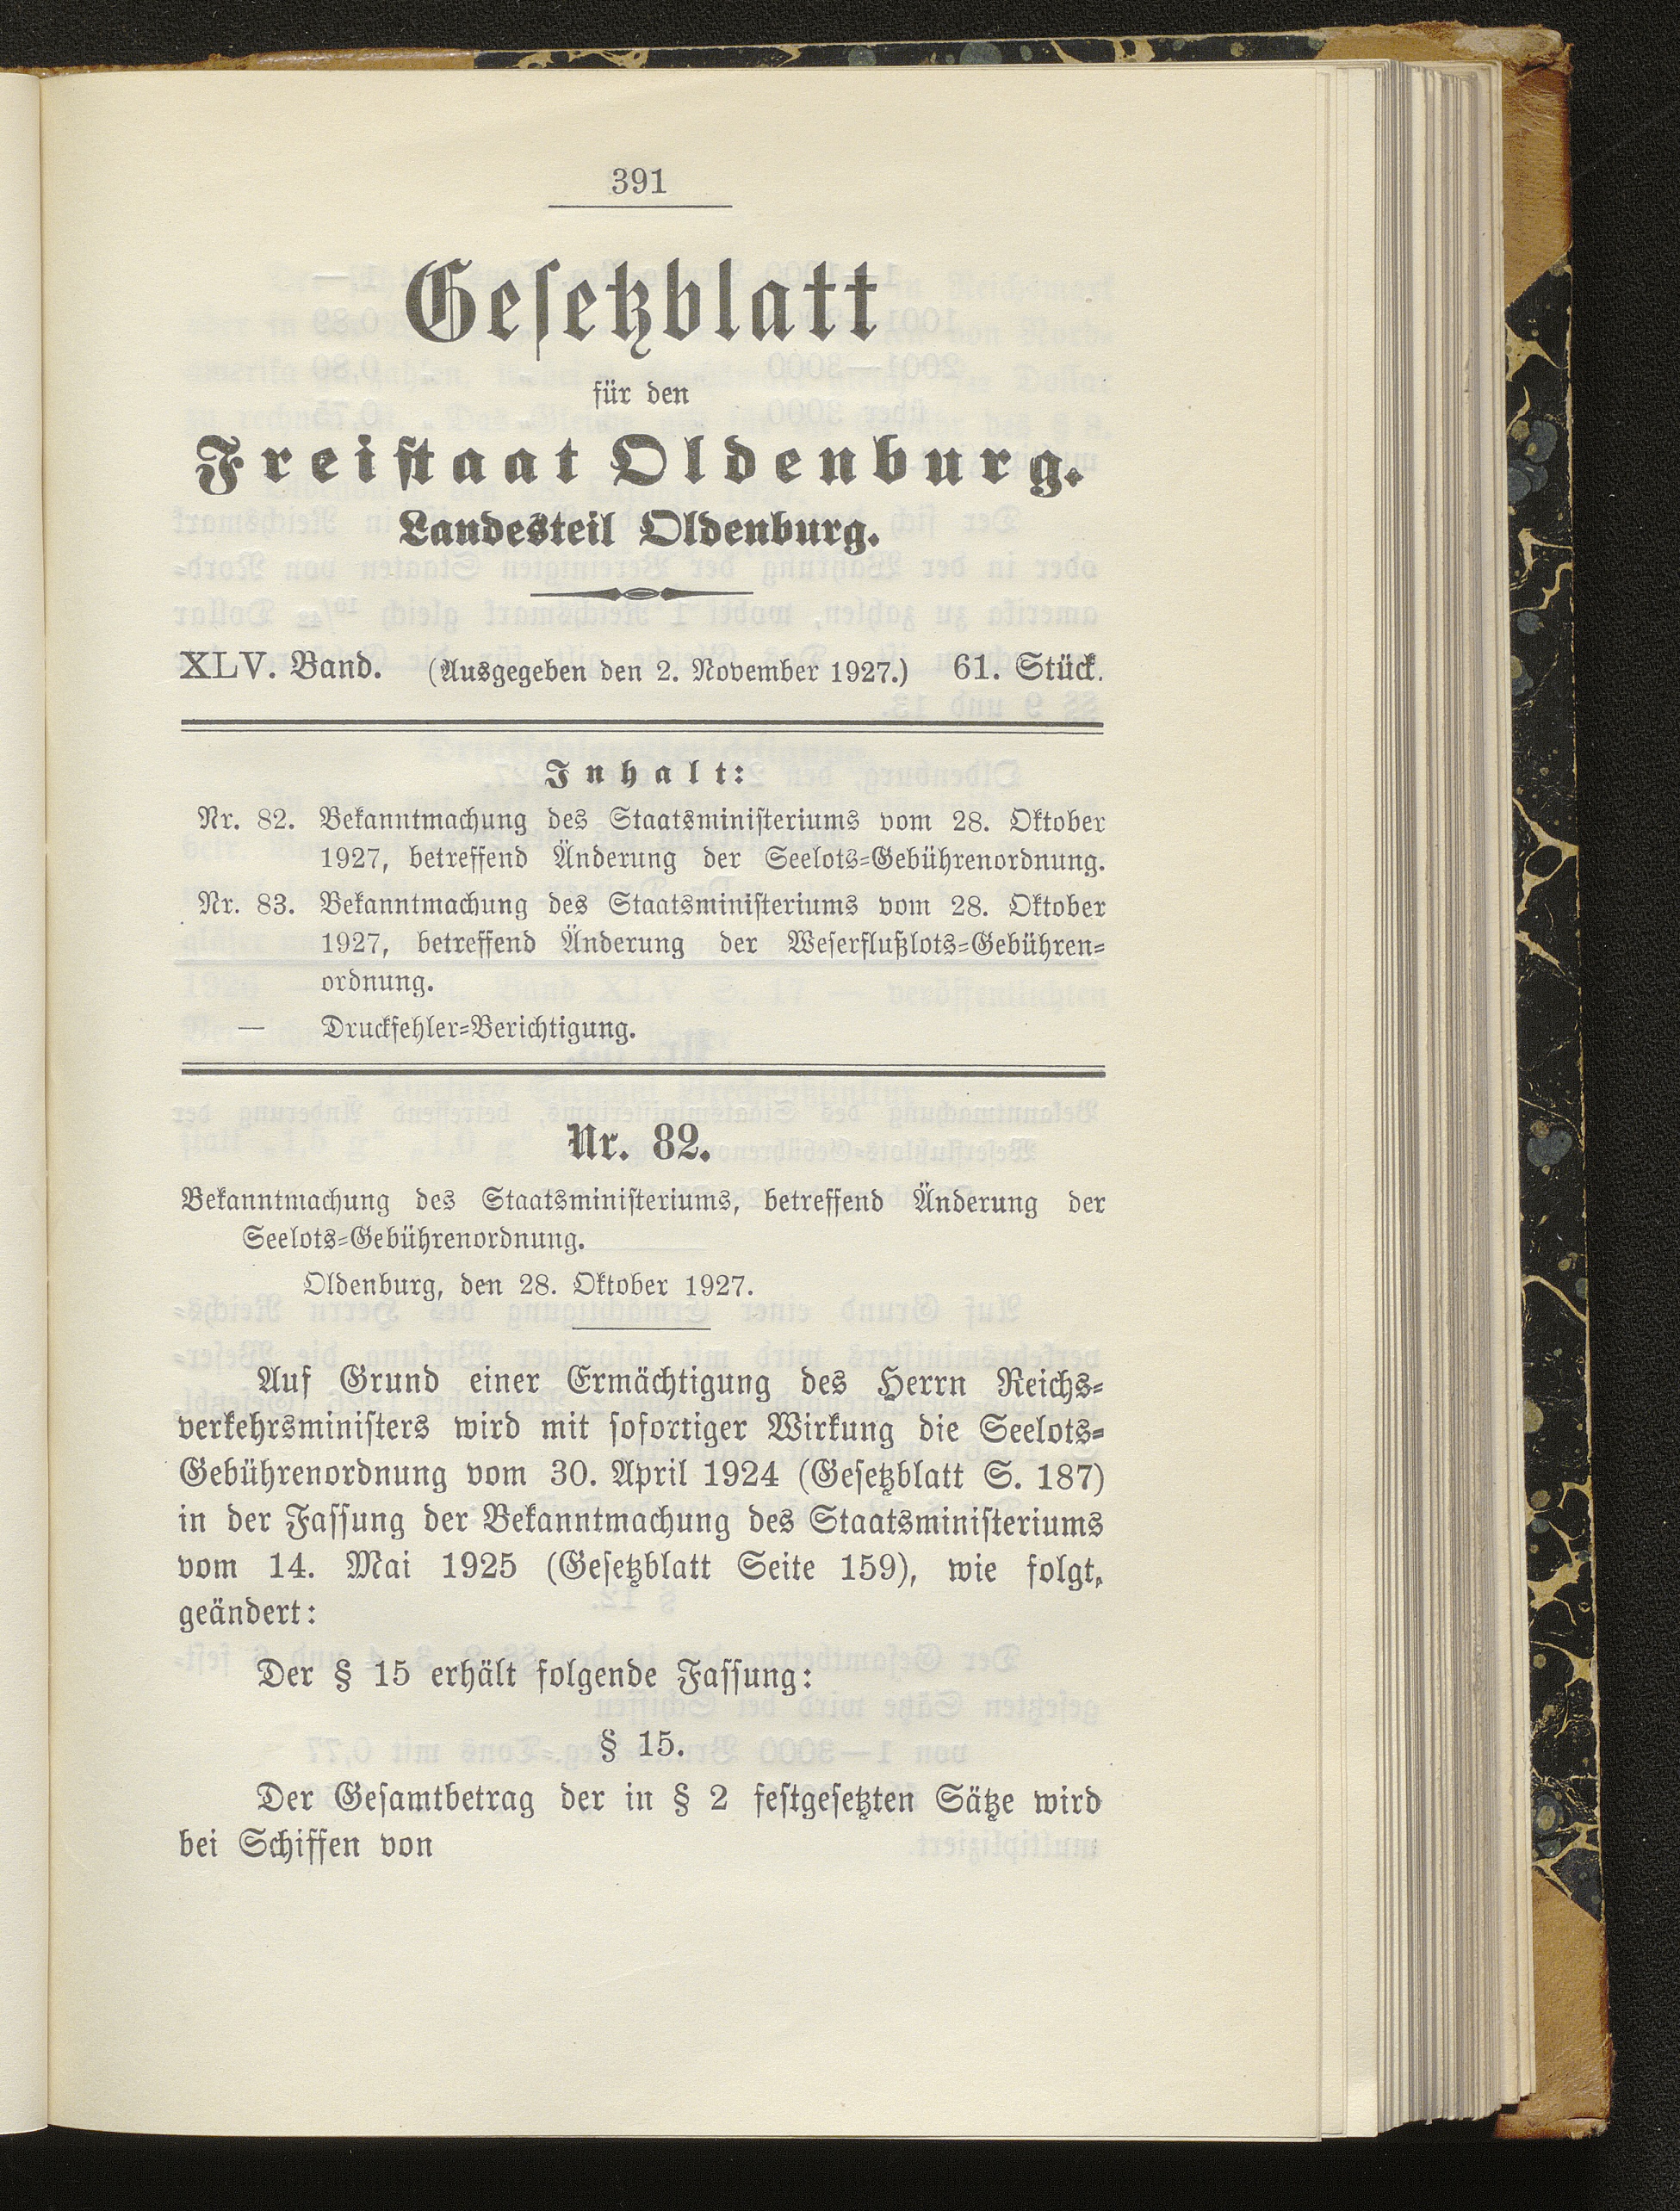 391
Gesetzblatt
für den
Freistaat Oldenburg.
Landesteil Oldenburg.
XLV. Band. (Ausgegeben den 2. November 1927.) 61. Stück.
Inhalt:
Nr. 82. Bekanntmachung des Staatsministeriums vom 28. Oktober
1927, betreffend Änderung der Seelots-Gebührenordnung.
Nr. 83. Bekanntmachung des Staatsministeriums vom 28. Oktober
1927, betreffend Änderung der Weserflußlots-Gebühren-
ordnung.
— Druckfehler-Berichtigung.
Nr. 82.
Bekanntmachung des Staatsministeriums, betreffend Änderung der
Seelots-Gebührenordnung.
Oldenburg, den 28. Oktober 1927.
Auf Grund einer Ermächtigung des Herrn Reichs-
verkehrsministers wird mit sofortiger Wirkung die Seelots-
Gebührenordnung vom 30. April 1924 (Gesetzblatt S. 187)
in der Fassung der Bekanntmachung des Staatsministeriums
vom 14. Mai 1925 (Gesetzblatt Seite 159), wie folgt,
geändert:
Der § 15 erhält folgende Fassung:
§ 15.
Der Gesamtbetrag der in § 2 festgesetzten Sätze wird
bei Schiffen von